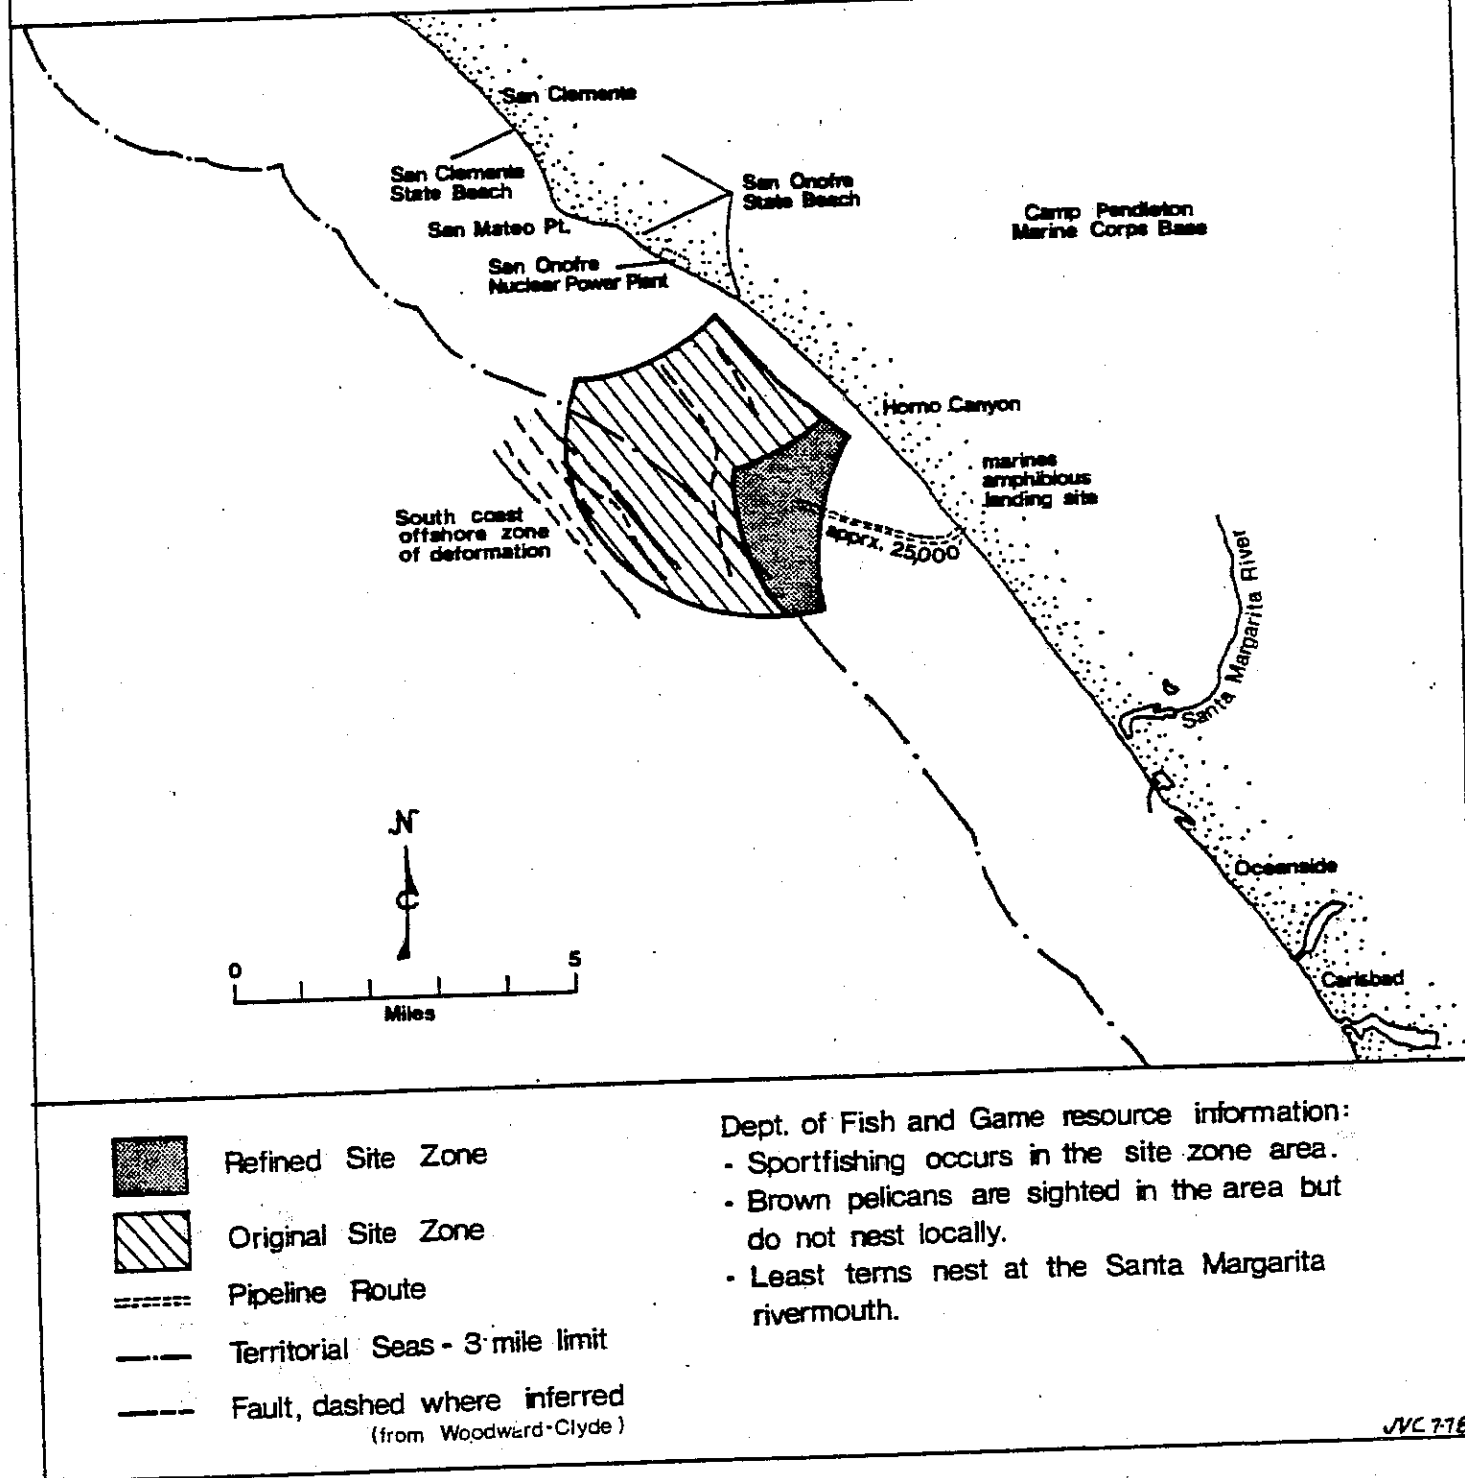 San Clemente
San Clemente
State Beach
San Onofre
State Beach
San Mateo Pt.
San Onofre
Nuclear Power Plant
Camp Pendleton
Marine Corps Base
Horno Canyon
marines
amphibious
landing site
South coast
offshore zone
of deformation
apprx. 25,000
Santa Margarita River
N
Oceanside
Carlsbad
0 5
Miles
Refined Site Zone
Original Site Zone
Pipeline Route
Territorial Seas - 3 mile limit
Fault, dashed where inferred
(from Woodward-Clyde)
Dept. of Fish and Game resource information:
- Sportfishing occurs in the site zone area.
- Brown pelicans are sighted in the area but
do not nest locally.
- Least terns nest at the Santa Margarita
rivermouth.